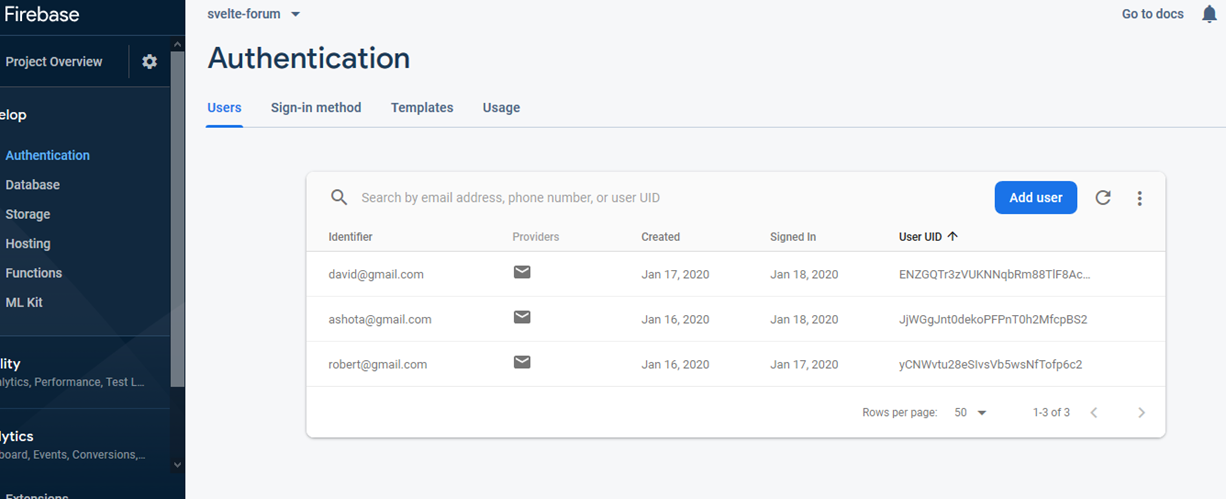 Firebase
svelte-forum
Go to docs
Project Overview
Authentication
Users Sign-in method Templates Usage
elop
Authentication
Database
Storage
Hosting
Functions
ML Kit
lity
alytics, Performance, Test L...
lytics
board, Events, Conversions,...
Extensions
Search by email address, phone number, or user UID
Add user
Identifier Providers Created Signed In User UID
david@gmail.com Jan 17, 2020 Jan 18, 2020 ENZGQTr3zVUKNNqbRm88TlF8Ac...
ashota@gmail.com Jan 16, 2020 Jan 18, 2020 JjWGgJnt0dekoPFPnT0h2MfcpBS2
robert@gmail.com Jan 16, 2020 Jan 17, 2020 yCNWvtu28eSIvsVb5wsNfTofp6c2
Rows per page: 50 1-3 of 3